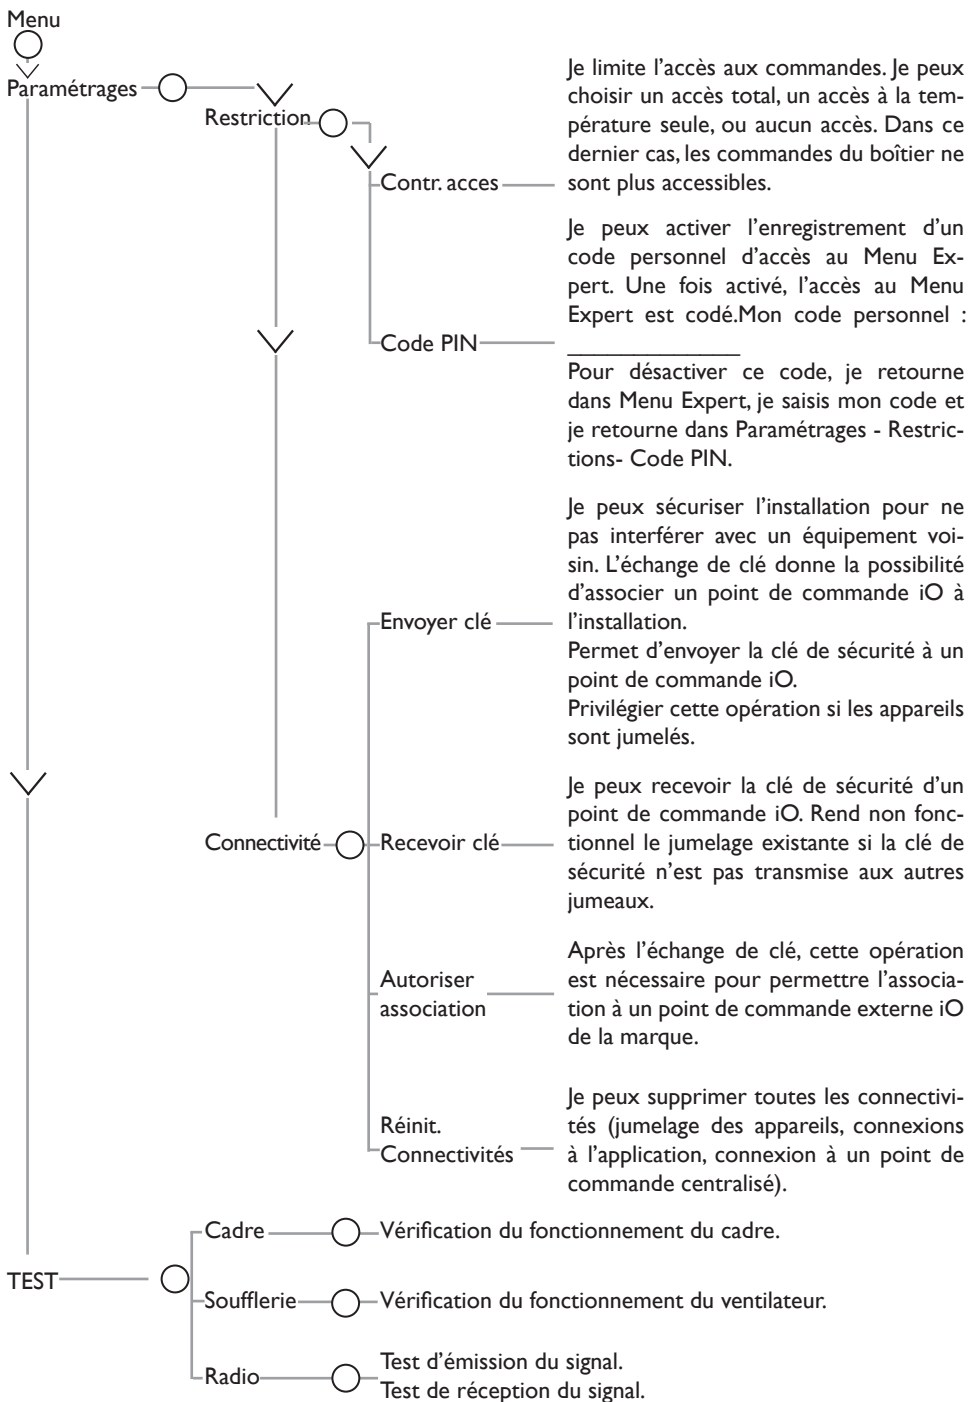 Menu
Paramétrages
Restriction
Contr. acces
Je limite l’accès aux commandes. Je peux
choisir un accès total, un accès à la tem-
pérature seule, ou aucun accès. Dans ce
dernier cas, les commandes du boîtier ne
sont plus accessibles.
Code PIN
Je peux activer l’enregistrement d’un
code personnel d’accès au Menu Ex-
pert. Une fois activé, l’accès au Menu
Expert est codé.Mon code personnel :
______________
Pour désactiver ce code, je retourne
dans Menu Expert, je saisis mon code et
je retourne dans Paramétrages - Restric-
tions- Code PIN.
Connectivité
Envoyer clé
Je peux sécuriser l’installation pour ne
pas interférer avec un équipement voi-
sin. L’échange de clé donne la possibilité
d’associer un point de commande iO à
l’installation.
Permet d’envoyer la clé de sécurité à un
point de commande iO.
Privilégier cette opération si les appareils
sont jumelés.
Recevoir clé
Je peux recevoir la clé de sécurité d’un
point de commande iO. Rend non fonc-
tionnel le jumelage existante si la clé de
sécurité n’est pas transmise aux autres
jumeaux.
Autoriser
association
Après l’échange de clé, cette opération
est nécessaire pour permettre l’associa-
tion à un point de commande externe iO
de la marque.
Réinit.
Connectivités
Je peux supprimer toutes les connectivi-
tés (jumelage des appareils, connexions
à l’application, connexion à un point de
commande centralisé).
TEST
Cadre
Vérification du fonctionnement du cadre.
Soufflerie
Vérification du fonctionnement du ventilateur.
Radio
Test d’émission du signal.
Test de réception du signal.